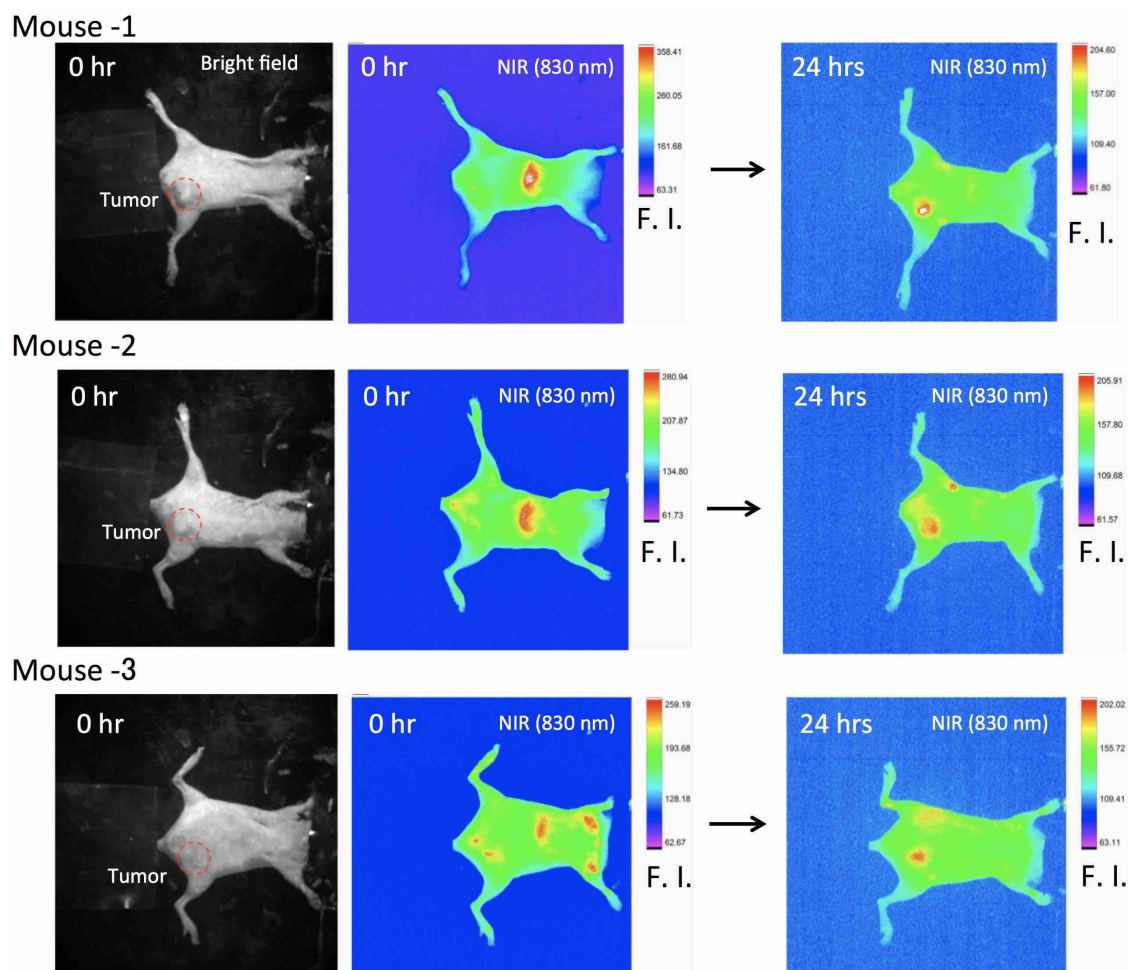 Mouse -1
0 hr
Bright field
Tumor
0 hr
NIR (830 nm)
358.41
260.05
161.68
63.31
F. I.
24 hrs
NIR (830 nm)
204.60
157.00
109.40
61.80
F. I.
Mouse -2
0 hr
Tumor
0 hr
NIR (830 nm)
280.94
207.87
134.80
61.73
F. I.
24 hrs
NIR (830 nm)
205.91
157.80
109.68
61.57
F. I.
Mouse -3
0 hr
Tumor
0 hr
NIR (830 nm)
259.19
193.68
128.18
62.67
F. I.
24 hrs
NIR (830 nm)
202.02
155.72
109.41
63.11
F. I.